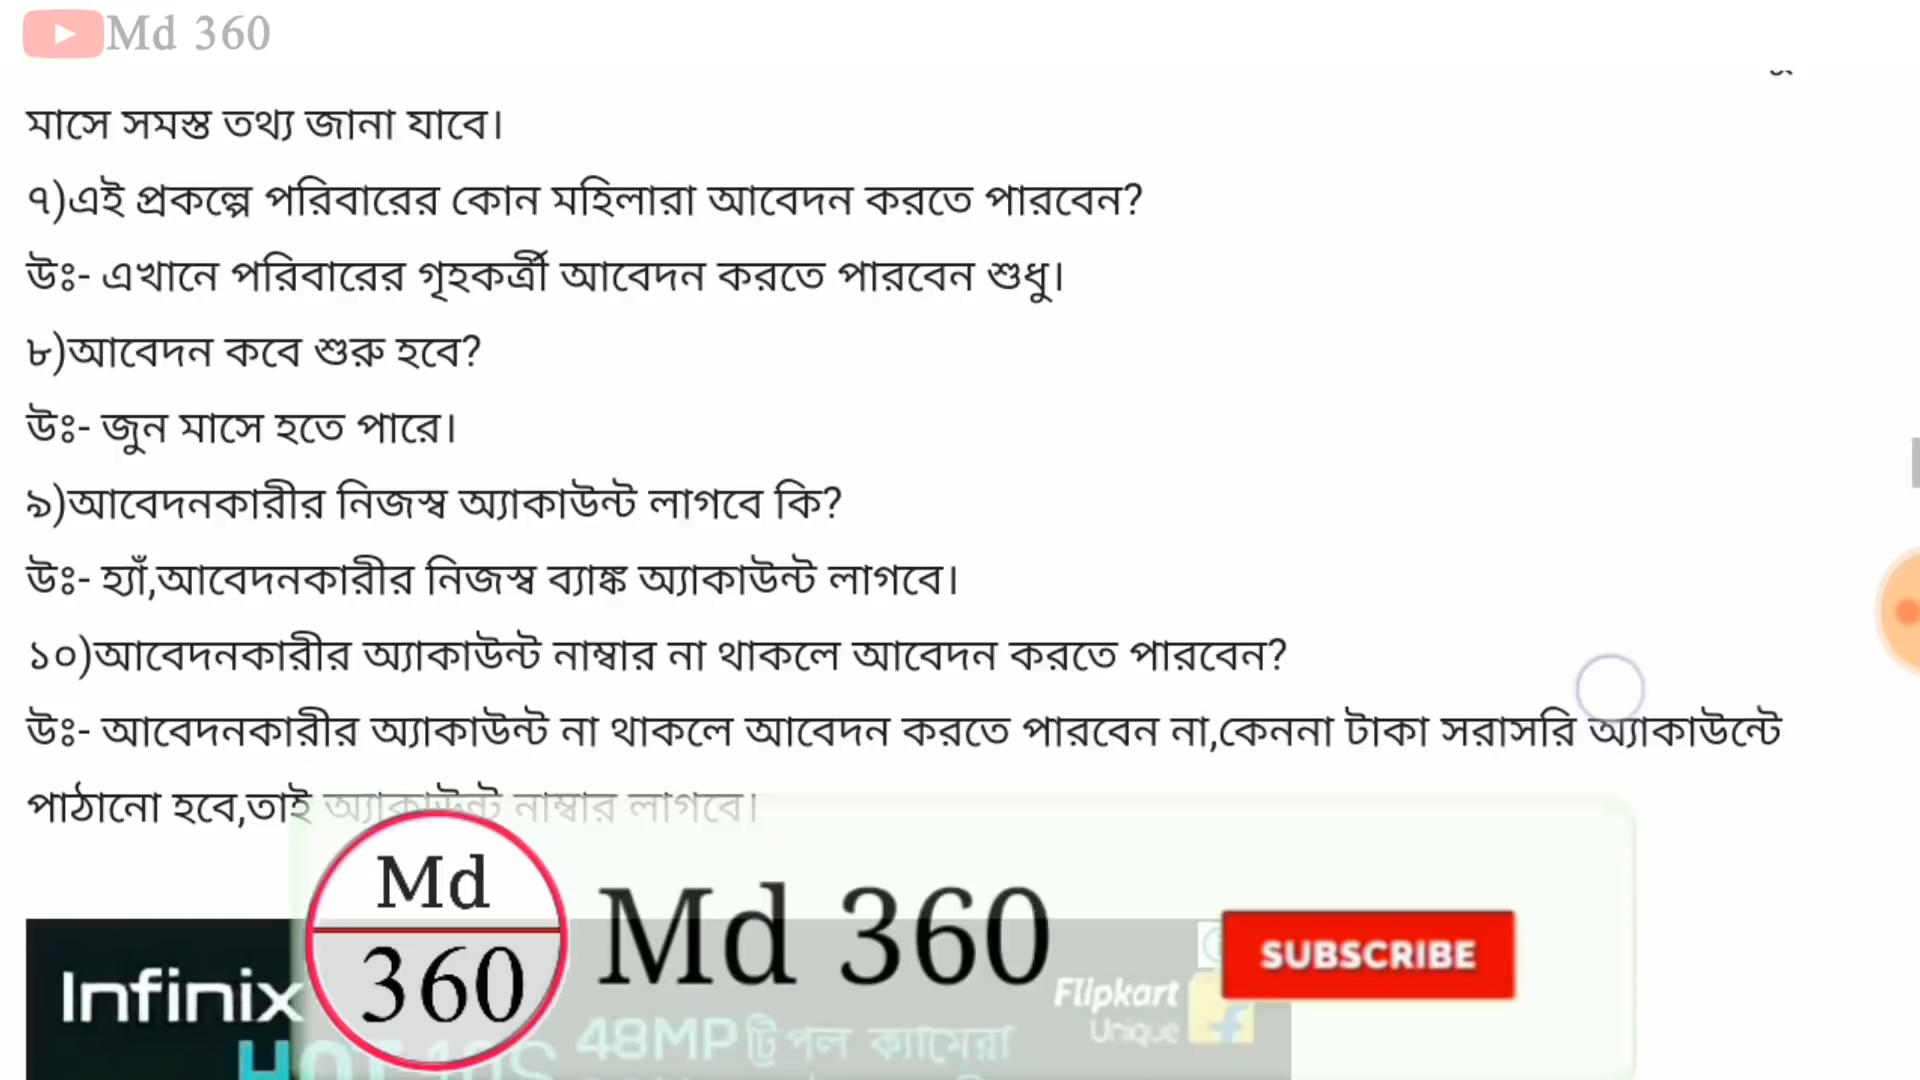 Md 360
মাসে সমস্ত তথ্য জানা যাবে।
৭)এই প্রকল্পে পরিবারের কোন মহিলারা আবেদন করতে পারবেন?
উঃ- এখানে পরিবারের গৃহকর্ত্রী আবেদন করতে পারবেন শুধু।
৮)আবেদন কবে শুরু হবে?
উঃ- জুন মাসে হতে পারে।
৯)আবেদনকারীর নিজস্ব অ্যাকাউন্ট লাগবে কি?
উঃ- হ্যাঁ,আবেদনকারীর নিজস্ব ব্যাঙ্ক অ্যাকাউন্ট লাগবে।
১০)আবেদনকারীর অ্যাকাউন্ট নাম্বার না থাকলে আবেদন করতে পারবেন?
উঃ- আবেদনকারীর অ্যাকাউন্ট না থাকলে আবেদন করতে পারবেন না,কেননা টাকা সরাসরি অ্যাকাউন্টে
পাঠানো হবে,তাই অ্যাকাউন্ট নাম্বার লাগবে।
Md
360
Md 360
SUBSCRIBE
Infinix
Flipkart
Unique
48MP ট্রিপল ক্যামেরা